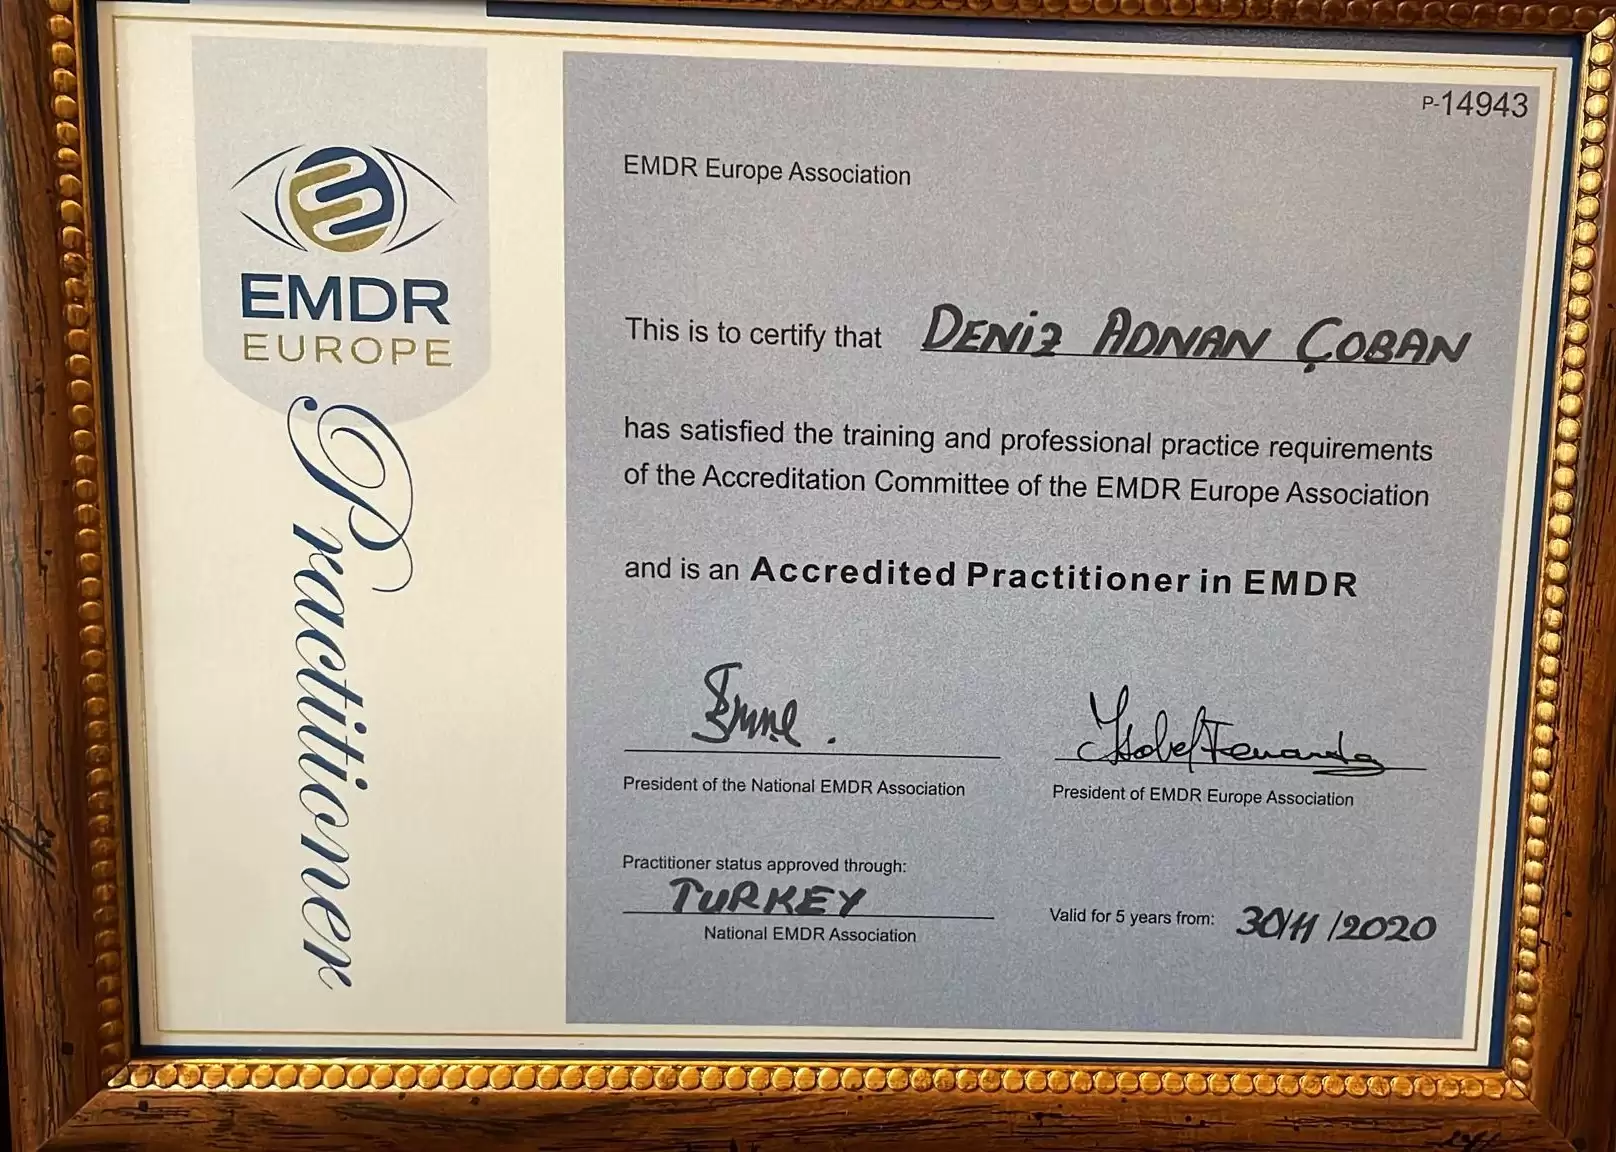 P-14943
EMDR
EUROPE
Practitioner
EMDR Europe Association
This is to certify that DENİZ ADNAN ÇOBAN
has satisfied the training and professional practice requirements
of the Accreditation Committee of the EMDR Europe Association
and is an Accredited Practitioner in EMDR
President of the National EMDR Association
Isabel Fernandez
President of EMDR Europe Association
Practitioner status approved through:
TURKEY
National EMDR Association
Valid for 5 years from: 30/11/2020